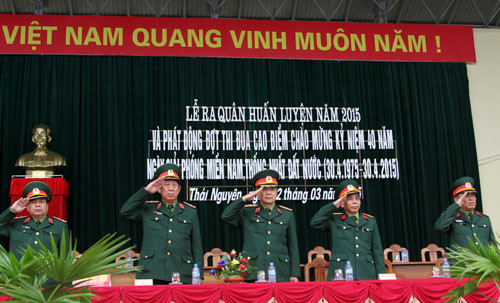 VIỆT NAM QUANG VINH MUÔN NĂM !
LỄ RA QUÂN HUẤN LUYỆN NĂM 2015
VÀ PHÁT ĐỘNG ĐỢT THI ĐUA CAO ĐIỂM CHÀO MỪNG KỶ NIỆM 40 NĂM
NGÀY GIẢI PHÓNG MIỀN NAM, THỐNG NHẤT ĐẤT NƯỚC (30.4.1975-30.4.2015)
Thái Nguyên, 2 03 năm